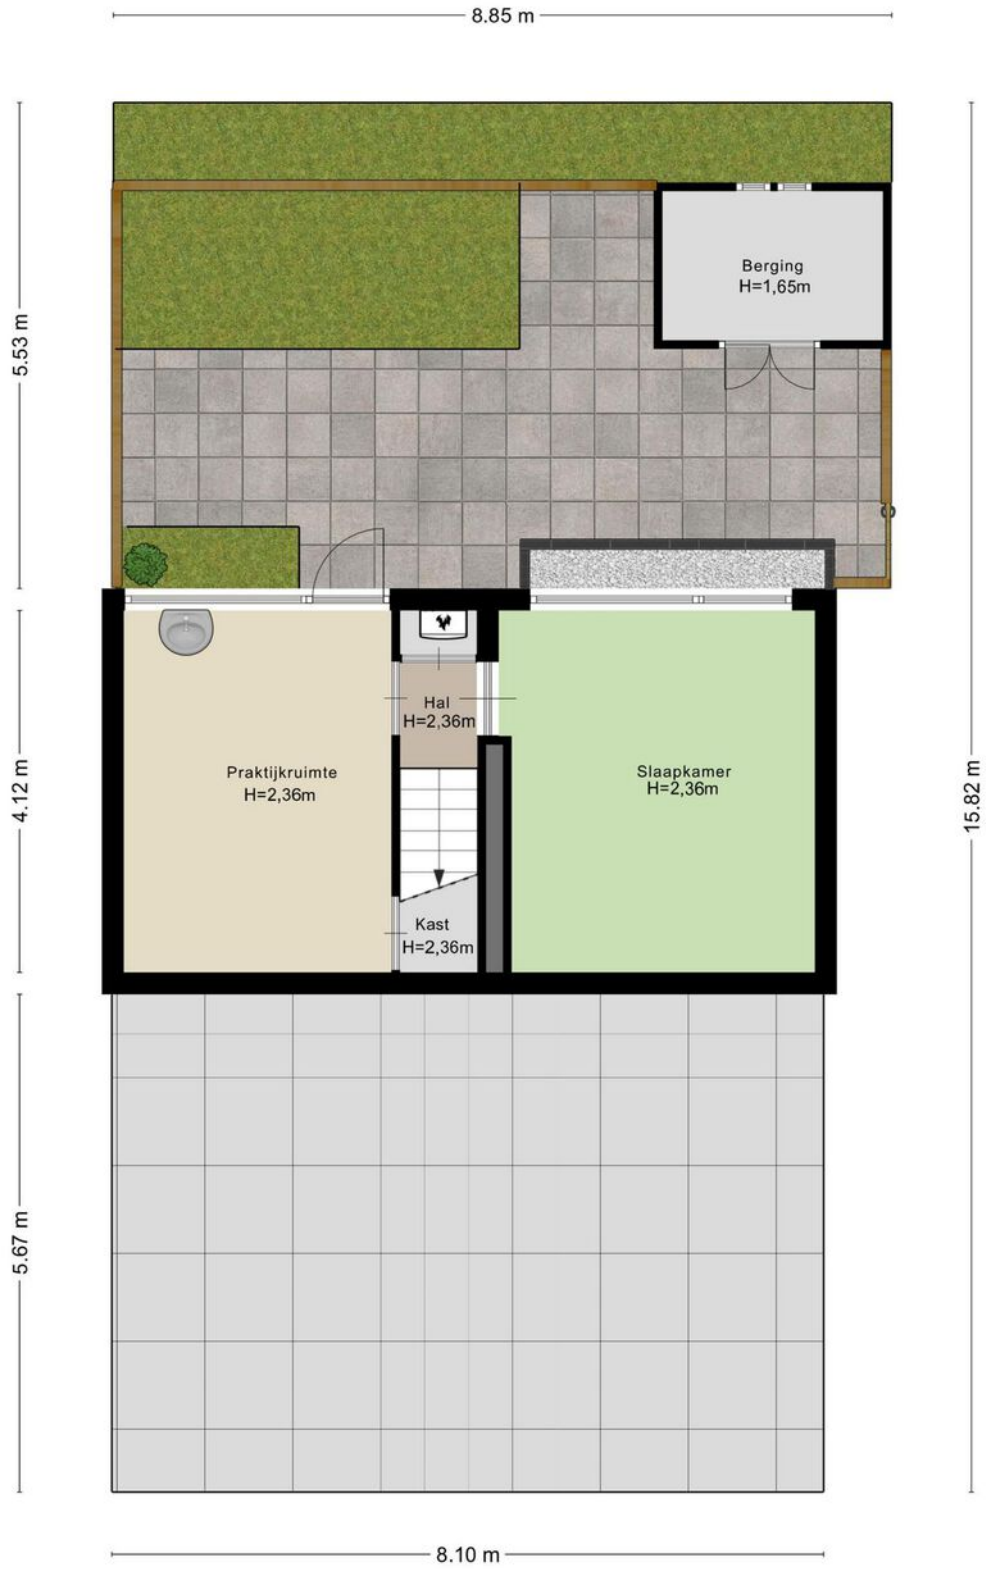 8.85 m
5.53 m
Berging
H=1,65m
Hal
H=2,36m
Praktijkruimte
H=2,36m
Slaapkamer
H=2,36m
4.12 m
15.82 m
Kast
H=2,36m
5.67 m
8.10 m